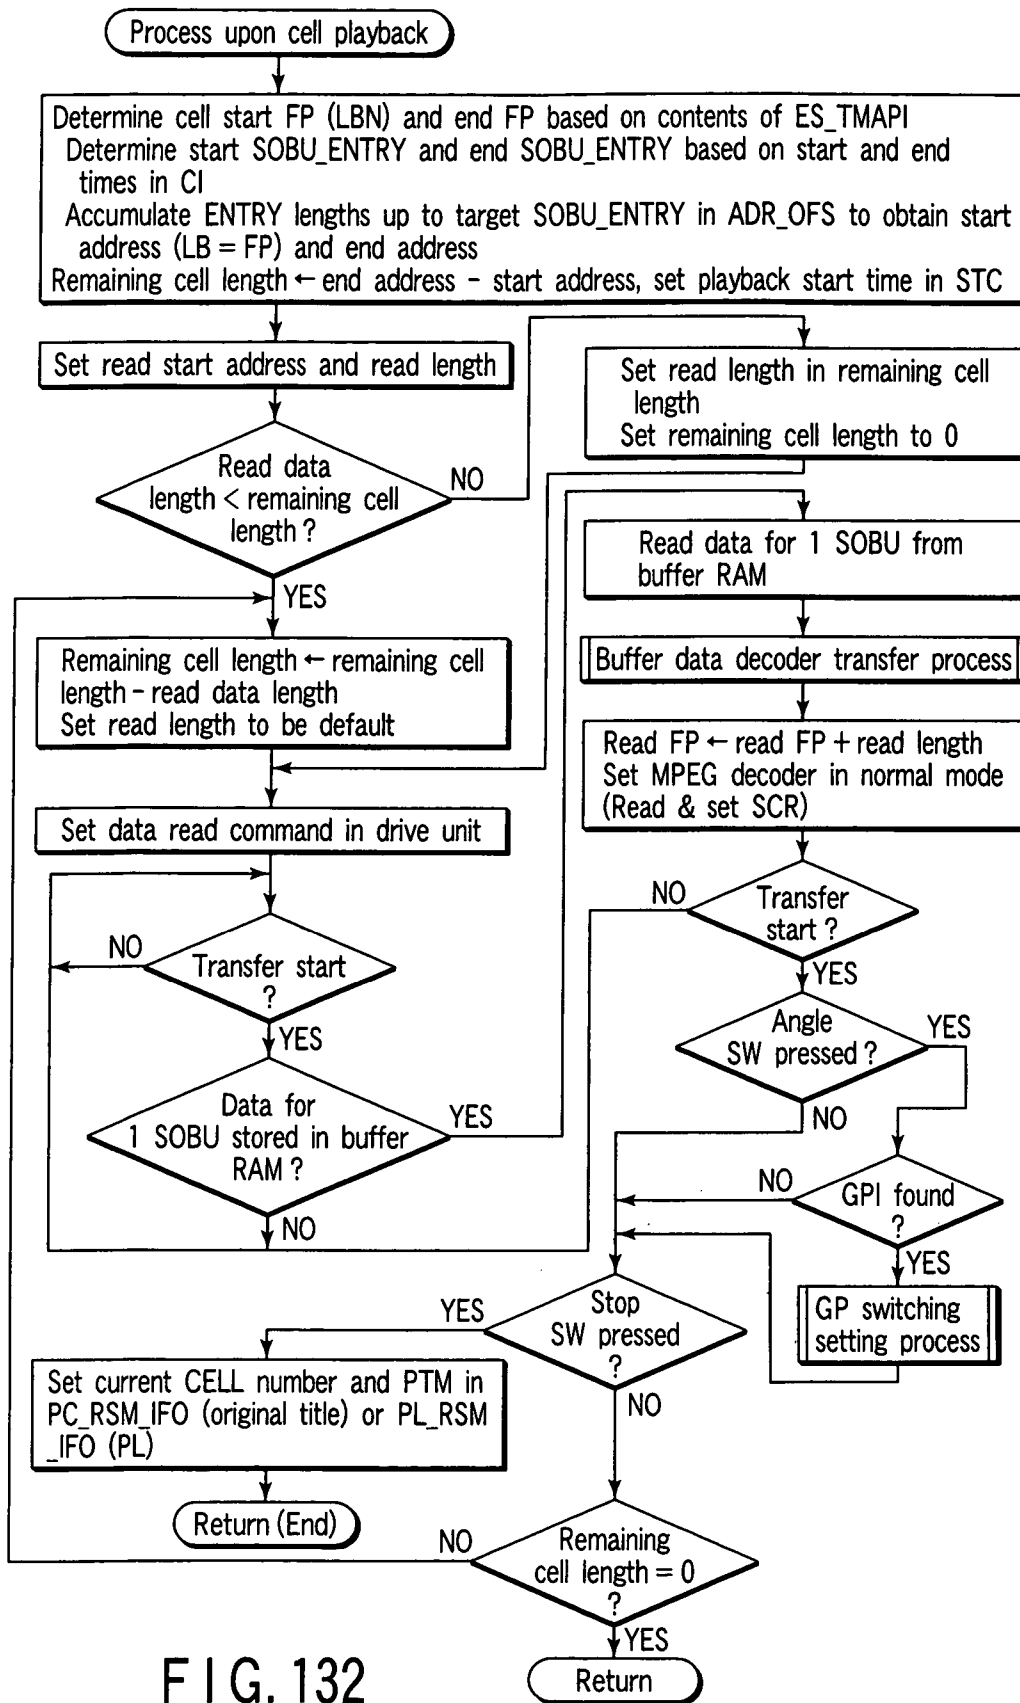 Process upon cell playback
Determine cell start FP (LBN) and end FP based on contents of ES_TMAPI
Determine start SOBU_ENTRY and end SOBU_ENTRY based on start and end
times in CI
Accumulate ENTRY lengths up to target SOBU_ENTRY in ADR_OFS to obtain start
address (LB = FP) and end address
Remaining cell length ← end address - start address, set playback start time in STC
Set read start address and read length
Read data
length < remaining cell
length ?
NO
YES
Set read length in remaining cell
length
Set remaining cell length to 0
Remaining cell length ← remaining cell
length - read data length
Set read length to be default
Set data read command in drive unit
Transfer start
?
NO
YES
Data for
1 SOBU stored in buffer
RAM ?
YES
NO
Read data for 1 SOBU from
buffer RAM
Buffer data decoder transfer process
Read FP ← read FP + read length
Set MPEG decoder in normal mode
(Read & set SCR)
Transfer
start ?
NO
YES
Angle
SW pressed ?
YES
NO
GPI found
?
NO
YES
GP switching
setting process
Stop
SW pressed
?
YES
NO
Set current CELL number and PTM in
PC_RSM_IFO (original title) or PL_RSM
_IFO (PL)
Return (End)
Remaining
cell length = 0
?
NO
YES
Return
FIG. 132